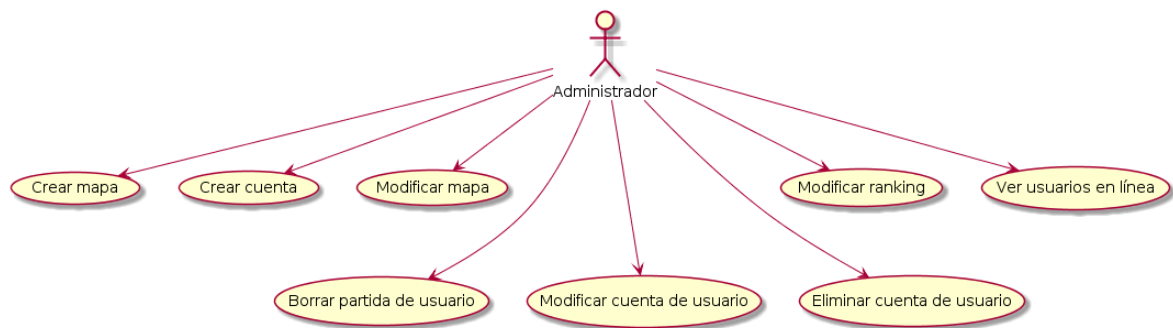 Administrador
Crear mapa
Crear cuenta
Modificar mapa
Modificar ranking
Ver usuarios en línea
Borrar partida de usuario
Modificar cuenta de usuario
Eliminar cuenta de usuario